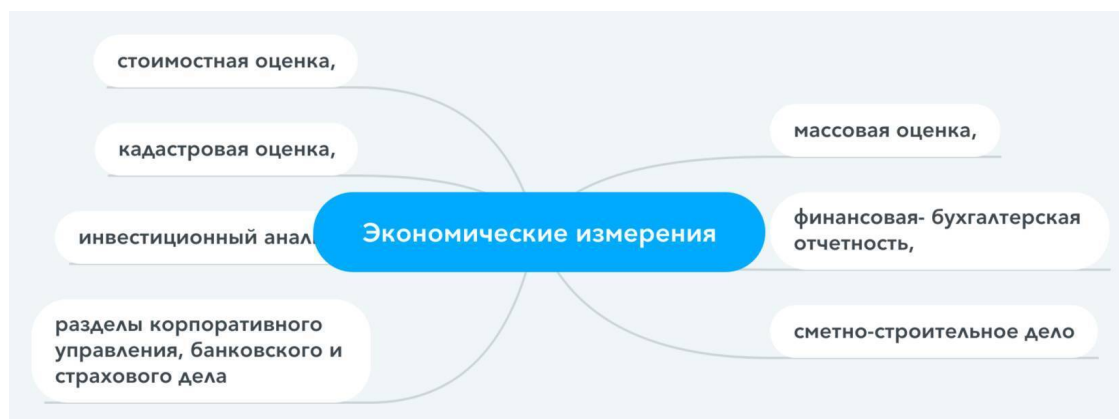 стоимостная оценка,
кадастровая оценка,
инвестиционный
разделы корпоративного
управления, банковского и
страхового дела
Экономические измерения
массовая оценка,
финансовая- бухгалтерская
отчетность,
сметно-строительное дело